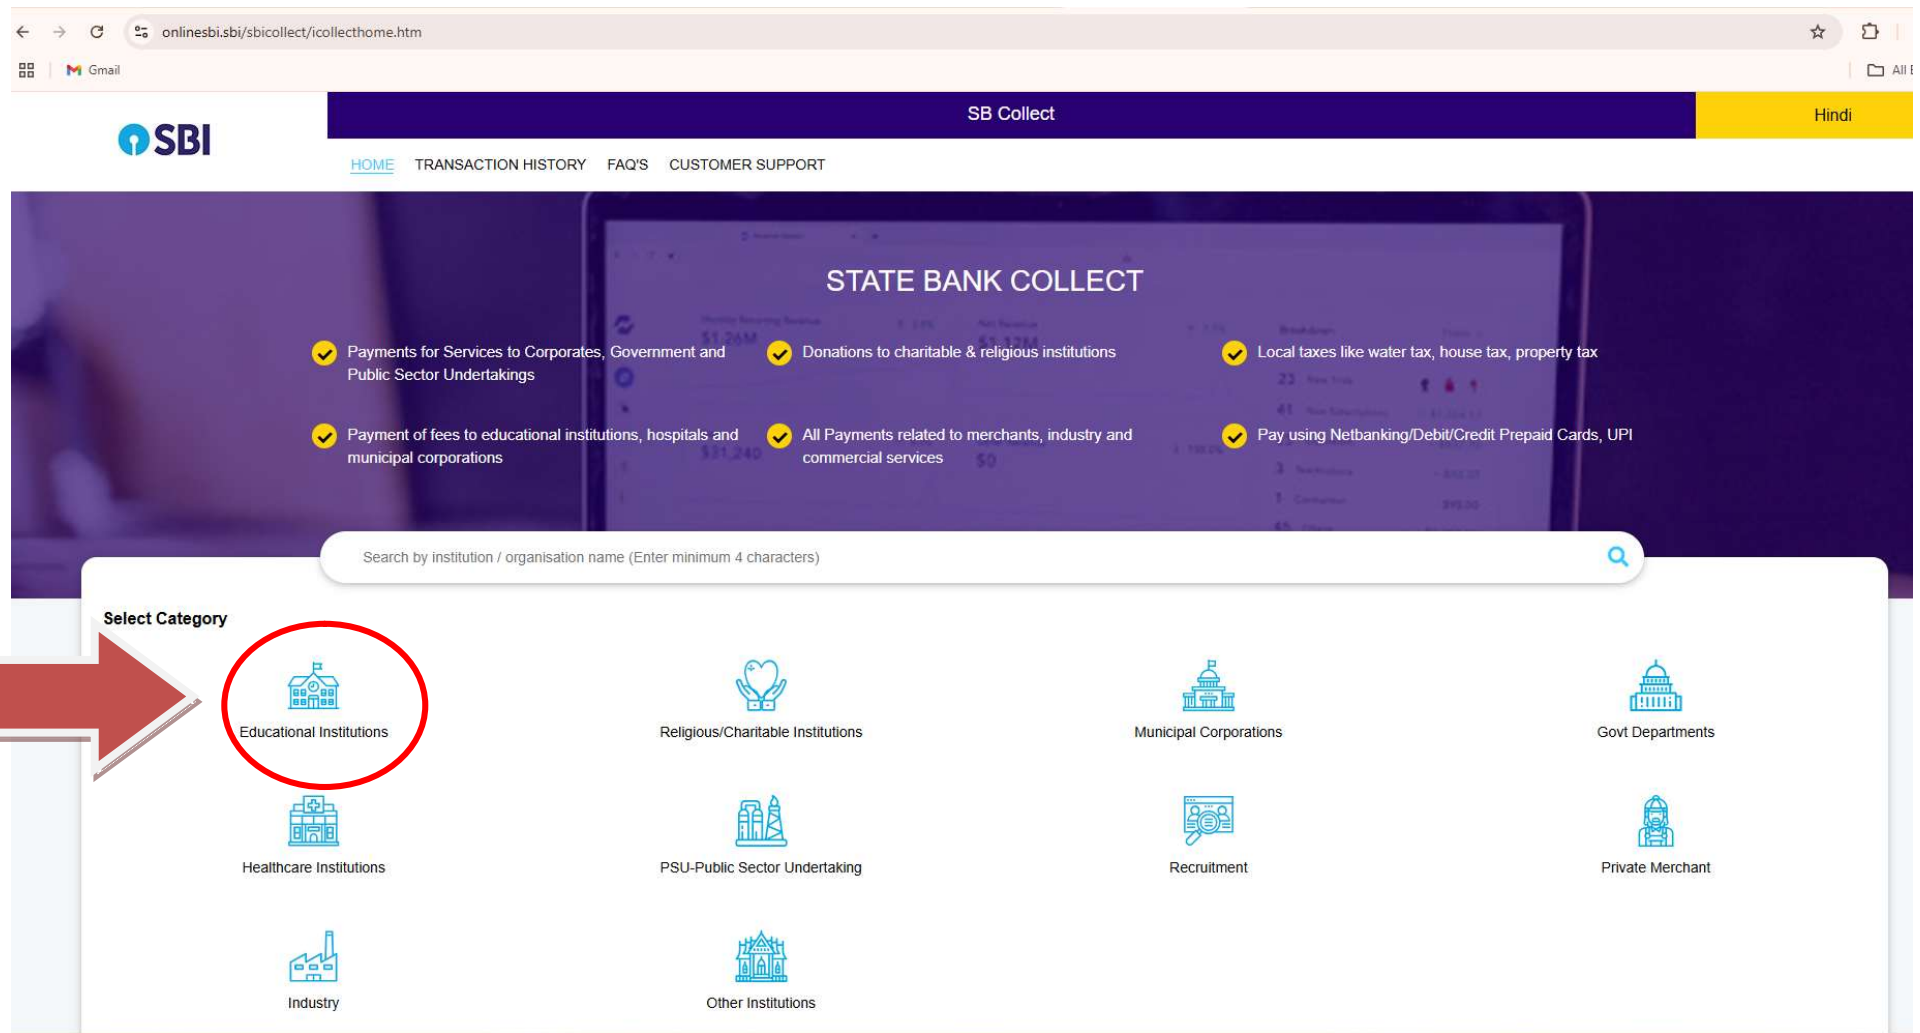 onlinesbi.sbi/sbicollect/icollecthome.htm
Gmail
All
SBI
SB Collect
Hindi
HOME TRANSACTION HISTORY FAQ'S CUSTOMER SUPPORT
STATE BANK COLLECT
Payments for Services to Corporates, Government and
Public Sector Undertakings
Donations to charitable & religious institutions
Local taxes like water tax, house tax, property tax
Payment of fees to educational institutions, hospitals and
municipal corporations
All Payments related to merchants, industry and
commercial services
Pay using Netbanking/Debit/Credit Prepaid Cards, UPI
$31,240
$0
Search by institution / organisation name (Enter minimum 4 characters)
Select Category
Educational Institutions
Religious/Charitable Institutions
Municipal Corporations
Govt Departments
Healthcare Institutions
PSU-Public Sector Undertaking
Recruitment
Private Merchant
Industry
Other Institutions